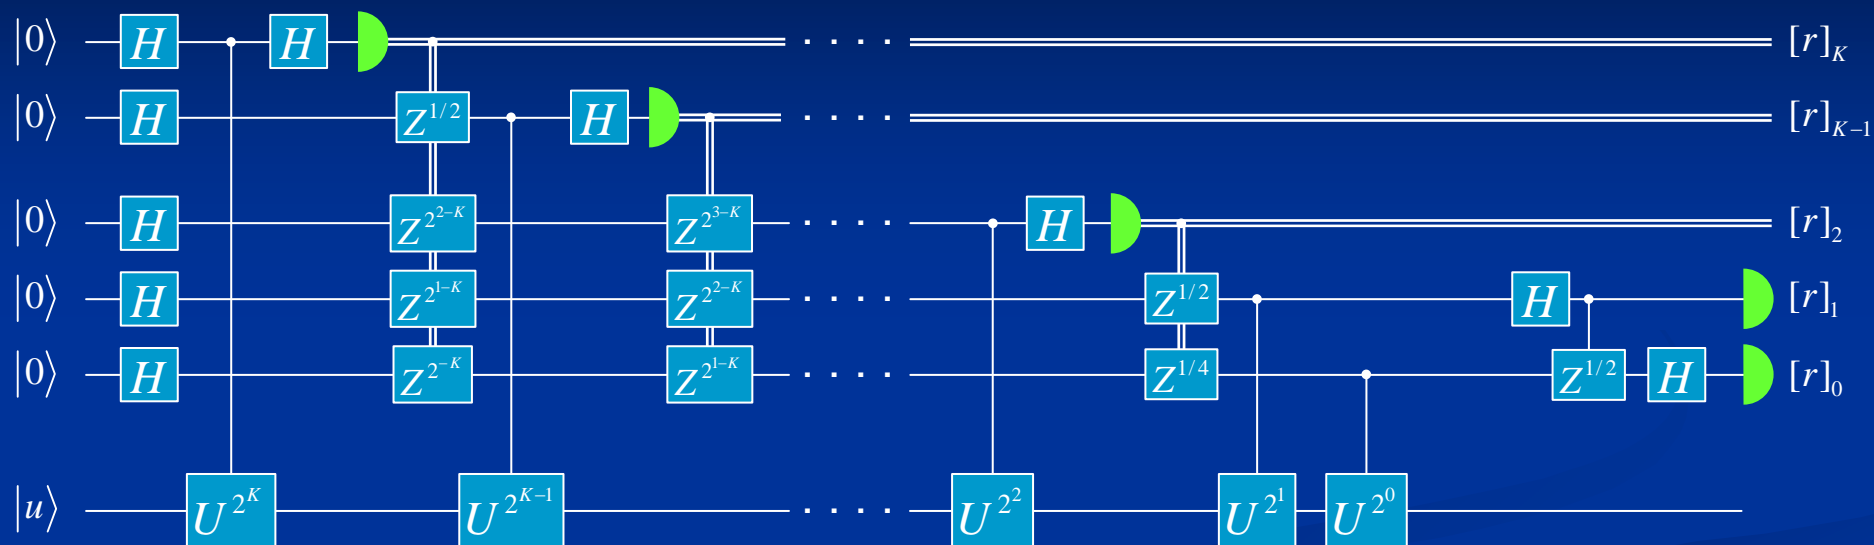 |0⟩ H H · · · · [r]_K
|0⟩ H Z^{1/2} H · · · · [r]_{K−1}
|0⟩ H Z^{2^{2−K}} Z^{2^{3−K}} · · · · H [r]_2
|0⟩ H Z^{2^{1−K}} Z^{2^{2−K}} · · · · Z^{1/2} H [r]_1
|0⟩ H Z^{2^{−K}} Z^{2^{1−K}} · · · · Z^{1/4} Z^{1/2} H [r]_0
|u⟩ U^{2^K} U^{2^{K−1}} · · · · U^{2^2} U^{2^1} U^{2^0}